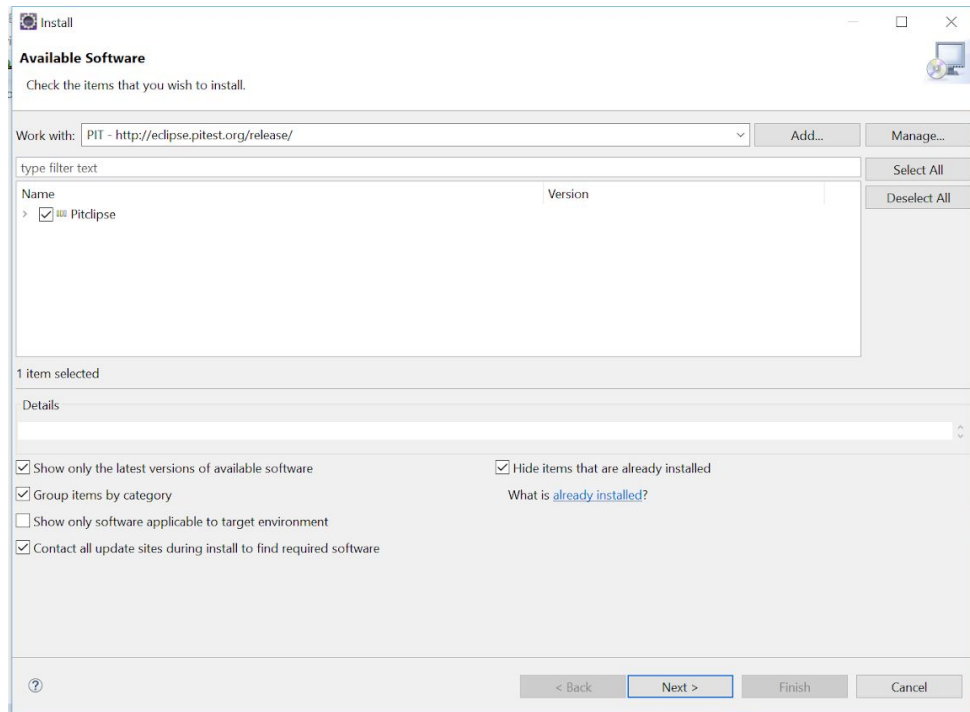 Install
Available Software
Check the items that you wish to install.
Work with: PIT - http://eclipse.pitest.org/release/ Add... Manage...
type filter text Select All
Name Version Deselect All
Pitclipse
1 item selected
Details
Show only the latest versions of available software Hide items that are already installed
Group items by category What is already installed?
Show only software applicable to target environment
Contact all update sites during install to find required software
? < Back Next > Finish Cancel